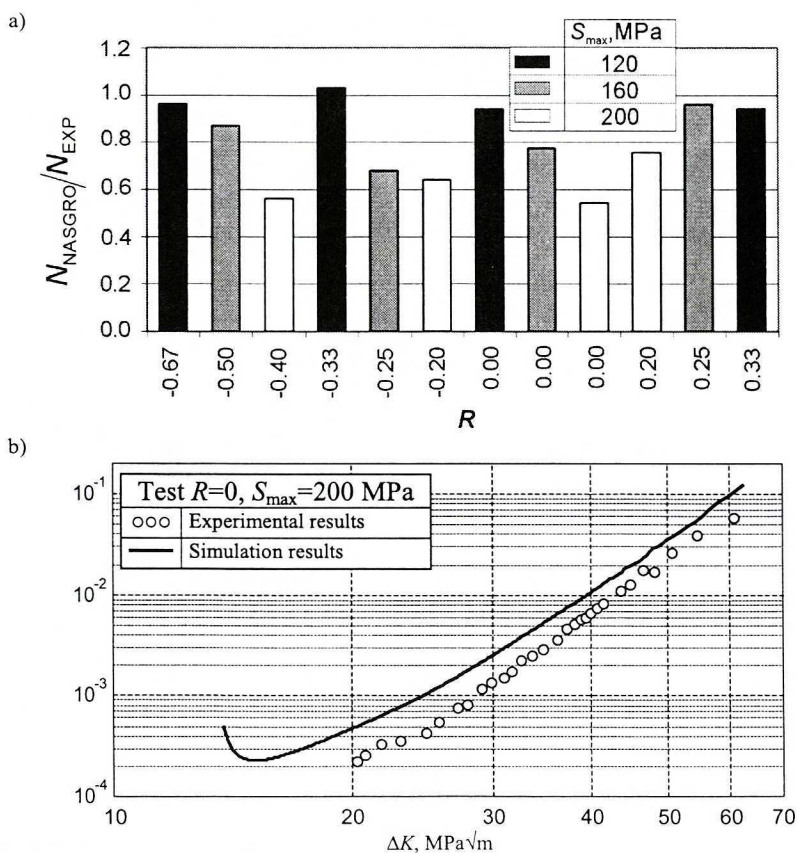 a)
S_max, MPa
120
160
200
1.2
1.0
0.8
0.6
0.4
0.2
0.0
N_NASGRO/N_EXP
-0.67 -0.50 -0.40 -0.33 -0.25 -0.20 0.00 0.00 0.00 0.20 0.25 0.33
R
b)
Test R=0, S_max=200 MPa
Experimental results
Simulation results
10^-1
10^-2
10^-3
10^-4
10 20 30 40 50 60 70
ΔK, MPa√m